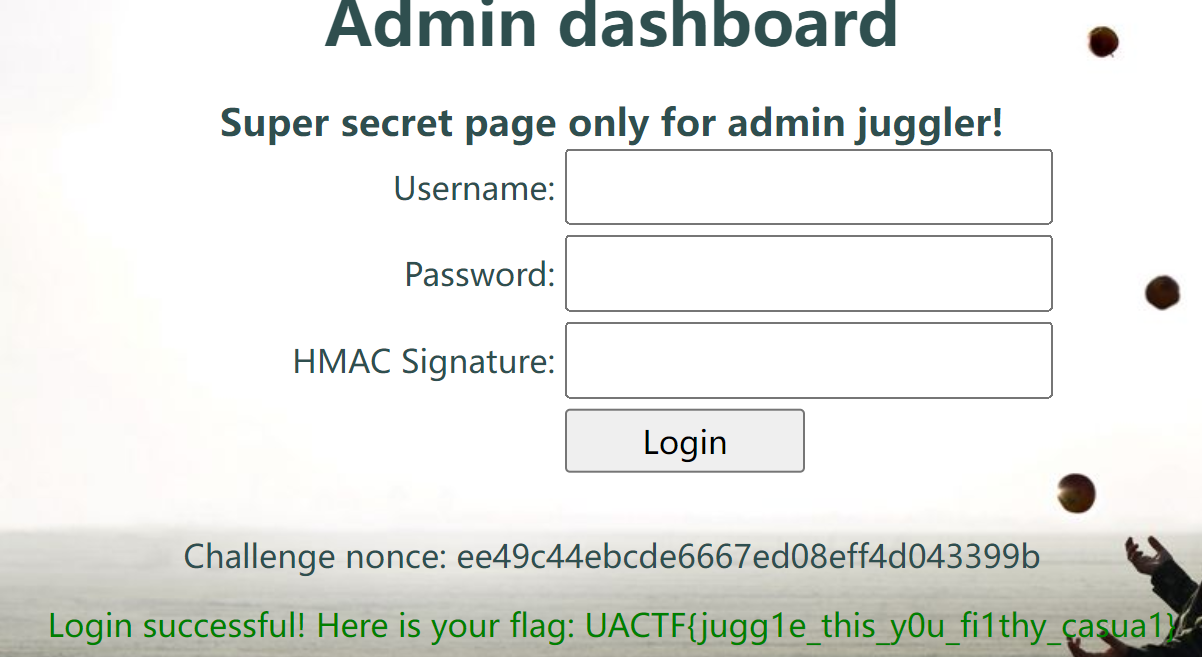 Admin dashboard
Super secret page only for admin juggler!
Username:
Password:
HMAC Signature:
Login
Challenge nonce: ee49c44ebcde6667ed08eff4d043399b
Login successful! Here is your flag: UACTF{jugg1e_this_y0u_fi1thy_casua1}